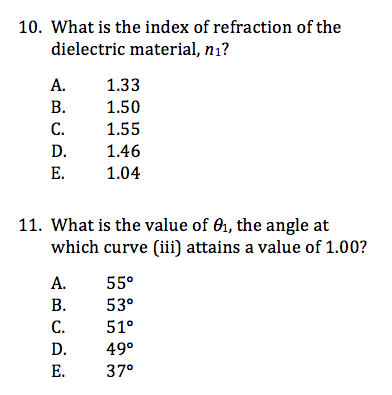 10. What is the index of refraction of the
dielectric material, n₁?
A. 1.33
B. 1.50
C. 1.55
D. 1.46
E. 1.04
11. What is the value of θ₁, the angle at
which curve (iii) attains a value of 1.00?
A. 55°
B. 53°
C. 51°
D. 49°
E. 37°